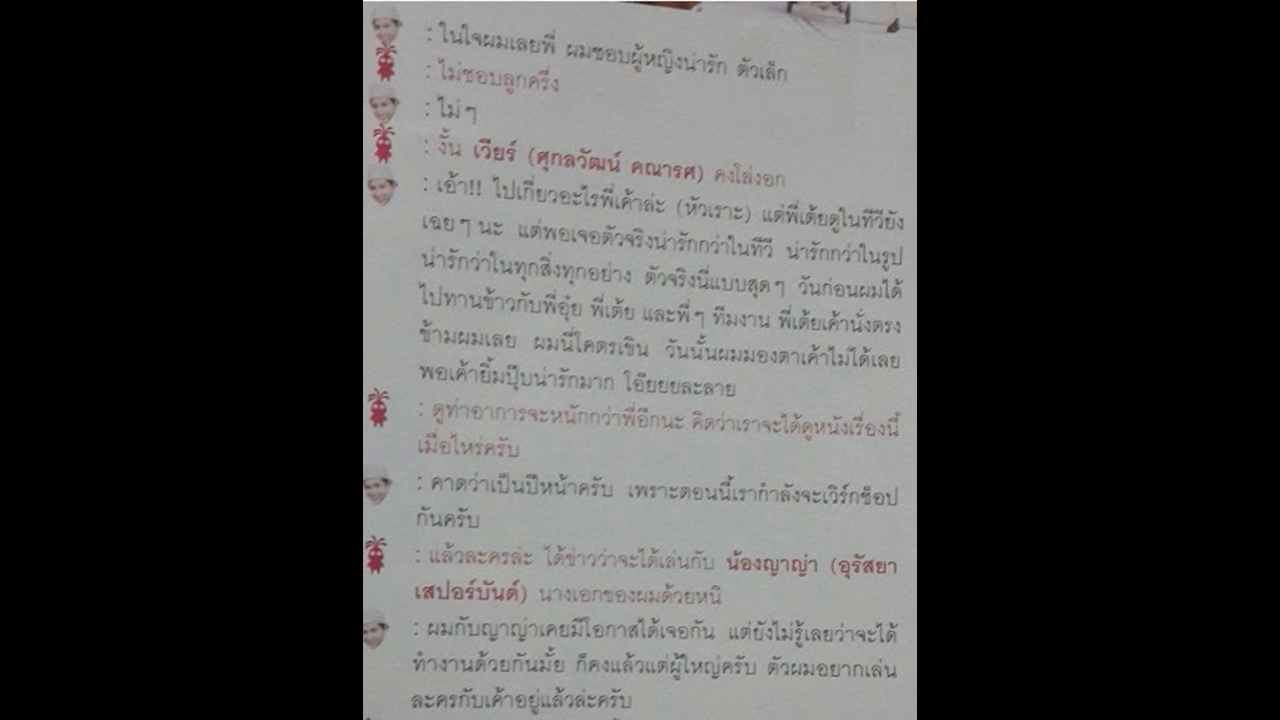 : ในใจผมเลยพี่ ผมชอบผู้หญิงน่ารัก ตัวเล็ก
: ไม่ชอบลูกครึ่ง
: ไม่ๆ
: งั้น เวียร์ (ศุกลวัฒน์ คณารศ) คงโล่งอก
: เอ้า!! ไปเกี่ยวอะไรพี่เค้าล่ะ (หัวเราะ) แต่พี่เต้ยดูในทีวียัง
เฉยๆ นะ แต่พอเจอตัวจริงน่ารักกว่าในทีวี น่ารักกว่าในรูป
น่ารักว่าในทุกสิ่งทุกอย่าง ตัวจริงนี่แบบสุดๆ วันก่อนผมได้
ไปทานข้าวกับพี่อุ๋ย พี่เต้ย และพี่ๆ ทีมงาน พี่เต้ยเค้านั่งตรง
ข้ามผมเลย ผมนี่โคตรเขิน วันนั้นผมมองตาเค้าไม่ได้เลย
พอเค้ายิ้มปุ๊บน่ารักมาก โอ๊ยยยละลาย
: ดูท่าอาการจะหนักกว่าพี่อีกนะ คิดว่าเราจะได้ดูหนังเรื่องนี้
เมื่อไหร่ครับ
: คาดว่าเป็นปีหน้าครับ เพราะตอนนี้เรากำลังจะเวิร์กช็อป
กันครับ
: แล้วละครล่ะ ได้ข่าวว่าจะได้เล่นกับ น้องญาญ่า (อุรัสยา
เสปอร์บันด์) นางเอกของผมด้วยหนิ
: ผมกับญาญ่าเคยมีโอกาสได้เจอกัน แต่ยังไม่รู้เลยว่าจะได้
ทำงานด้วยกันมั้ย ก็คงแล้วแต่ผู้ใหญ่ครับ ตัวผมอยากเล่น
ละครกับเค้าอยู่แล้วล่ะครับ